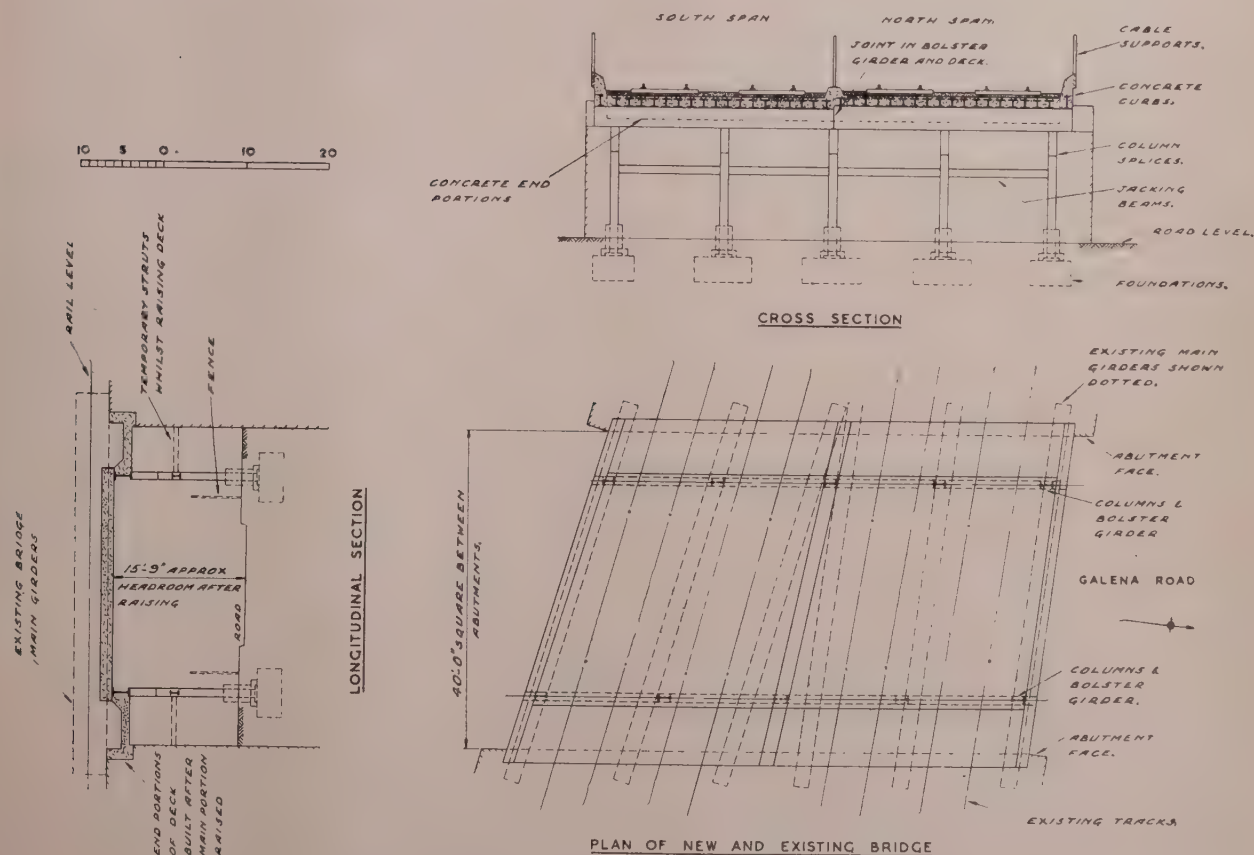 SOUTH SPAN
NORTH SPAN.
JOINT IN BOLSTER
GIRDER AND DECK.
CABLE
SUPPORTS.
CONCRETE
CURBS.
COLUMN
SPLICES.
JACKING
BEAMS.
ROAD LEVEL.
FOUNDATIONS.
CONCRETE END
PORTIONS
CROSS SECTION
10 5 0 10 20
RAIL LEVEL
TEMPORARY STRUTS
WHILST RAISING DECK
FENCE
EXISTING BRIDGE
MAIN GIRDERS
15'-9" APPROX
HEADROOM AFTER
RAISING
ROAD
LONGITUDINAL SECTION
END PORTIONS
OF DECK
BUILT AFTER
MAIN PORTION
RAISED
EXISTING MAIN
GIRDERS SHOWN
DOTTED.
ABUTMENT
FACE.
COLUMNS &
BOLSTER
GIRDER
GALENA ROAD
40'-0" SQUARE BETWEEN
ABUTMENTS.
COLUMNS &
BOLSTER
GIRDER.
ABUTMENT
FACE.
EXISTING TRACKS.
PLAN OF NEW AND EXISTING BRIDGE